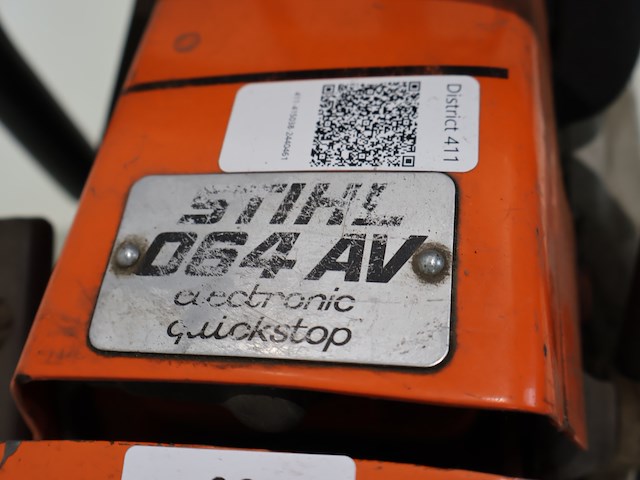 District 411
STIHL
064 AV
electronic
quickstop